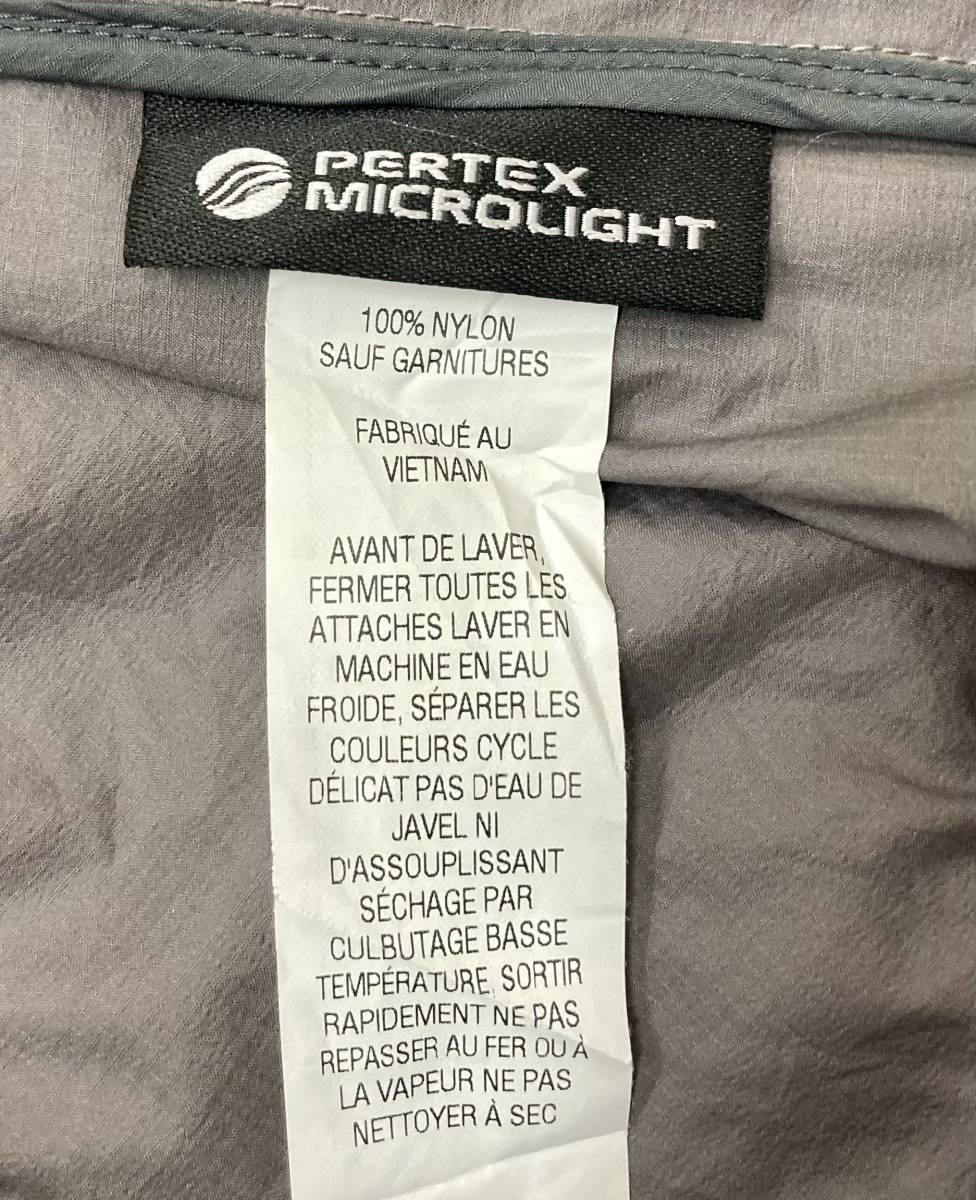 PERTEX
MICROLIGHT
100% NYLON
SAUF GARNITURES
FABRIQUÉ AU
VIETNAM
AVANT DE LAVER,
FERMER TOUTES LES
ATTACHES LAVER EN
MACHINE EN EAU
FROIDE, SÉPARER LES
COULEURS CYCLE
DÉLICAT PAS D'EAU DE
JAVEL NI
D'ASSOUPLISSANT
SÉCHAGE PAR
CULBUTAGE BASSE
TEMPÉRATURE, SORTIR
RAPIDEMENT NE PAS
REPASSER AU FER OU À
LA VAPEUR NE PAS
NETTOYER À SEC